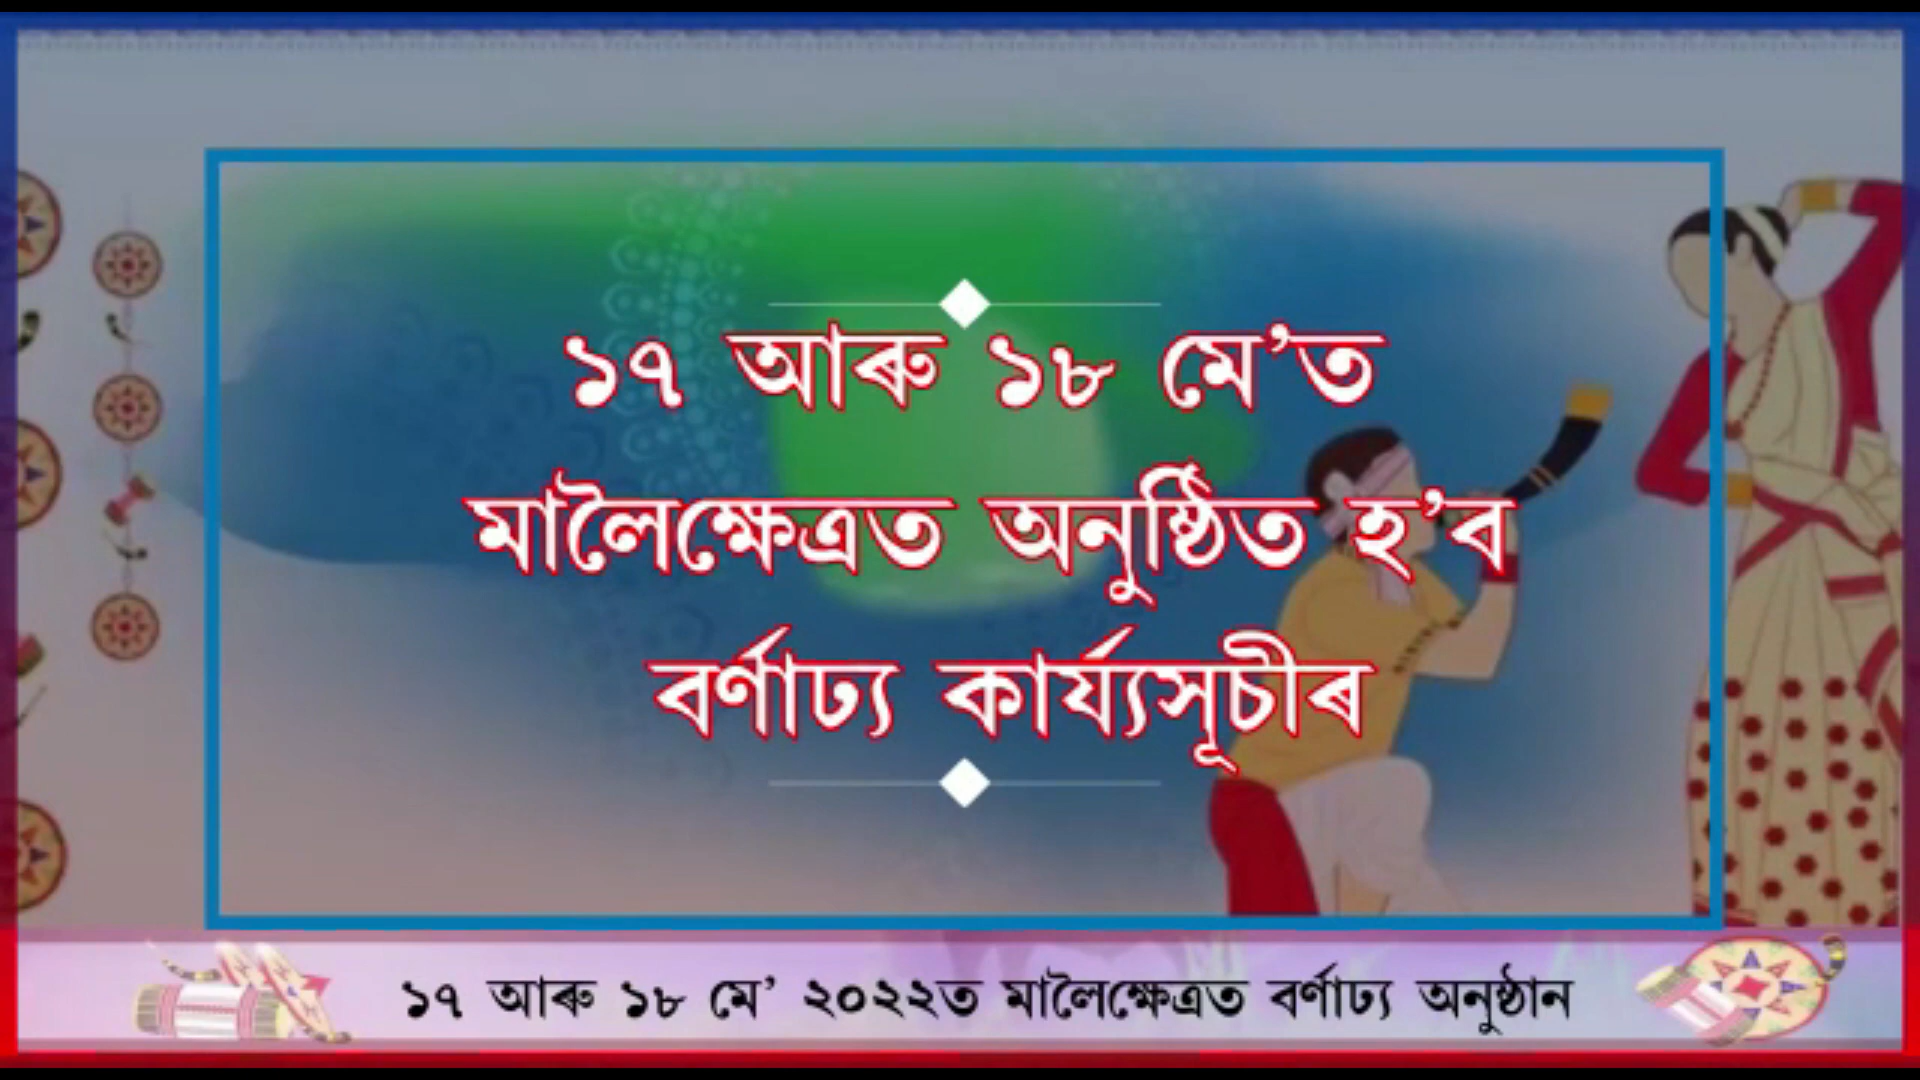 ১৭ আৰু ১৮ মে’ত
মালৈক্ষেত্ৰত অনুষ্ঠিত হ’ব
বৰ্ণাঢ্য কাৰ্য্যসূচীৰ
১৭ আৰু ১৮ মে’ ২০২২ত মালৈক্ষেত্ৰত বৰ্ণাঢ্য অনুষ্ঠান